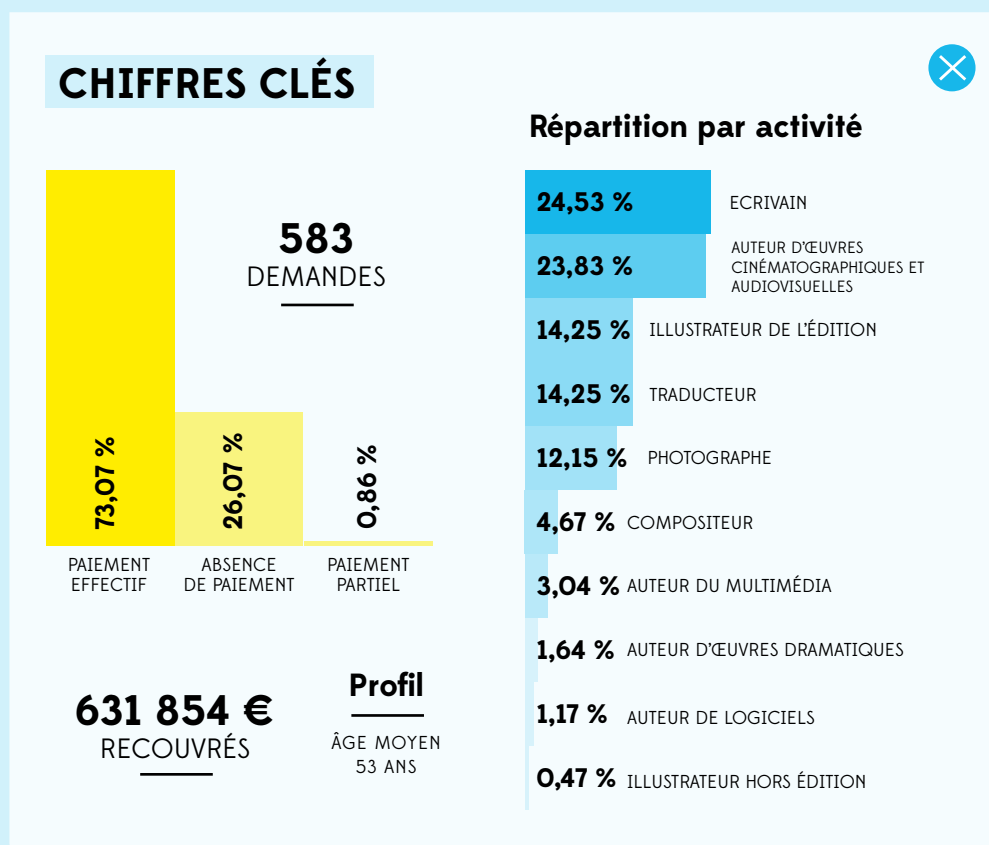 CHIFFRES CLÉS
583
DEMANDES
73,07 %
26,07 %
0,86 %
PAIEMENT
EFFECTIF
ABSENCE
DE PAIEMENT
PAIEMENT
PARTIEL
631 854 €
RECOUVRÉS
Profil
ÂGE MOYEN
53 ANS
Répartition par activité
24,53 % ECRIVAIN
23,83 % AUTEUR D'ŒUVRES
CINÉMATOGRAPHIQUES ET
AUDIOVISUELLES
14,25 % ILLUSTRATEUR DE L'ÉDITION
14,25 % TRADUCTEUR
12,15 % PHOTOGRAPHE
4,67 % COMPOSITEUR
3,04 % AUTEUR DU MULTIMÉDIA
1,64 % AUTEUR D'ŒUVRES DRAMATIQUES
1,17 % AUTEUR DE LOGICIELS
0,47 % ILLUSTRATEUR HORS ÉDITION